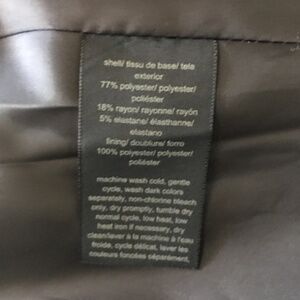 shell/ tissu de base/ tela
exterior
77% polyester/ polyester/
poliéster
18% rayon/ rayonne/ rayón
5% elastane/ élasthanne/
elastano
lining/ doublure/ forro
100% polyester/ polyester/
poliéster
machine wash cold, gentle
cycle, wash dark colors
separately, non-chlorine bleach
only, dry promptly, tumble dry
normal cycle, low heat, low
heat iron if necessary, dry
clean/laver à la machine à l'eau
froide, cycle délicat, laver les
couleurs foncées séparément,